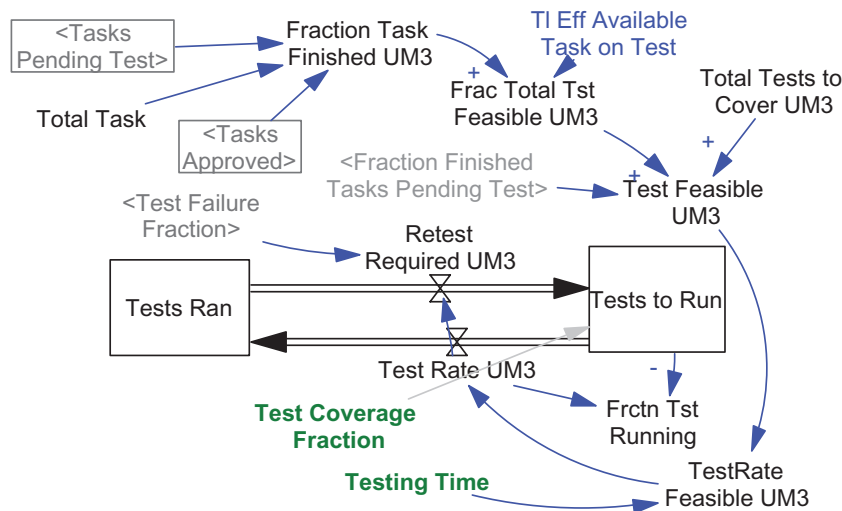 <Tasks
Pending Test>
Fraction Task
Finished UM3
Tl Eff Available
Task on Test
Total Task
<Tasks
Approved>
+
Frac Total Tst
Feasible UM3
Total Tests to
Cover UM3
+
<Fraction Finished
Tasks Pending Test>
+
Test Feasible
UM3
<Test Failure
Fraction>
Retest
Required UM3
Tests Ran
Tests to Run
Test Rate UM3
-
Test Coverage
Fraction
Frctn Tst
Running
Testing Time
TestRate
Feasible UM3